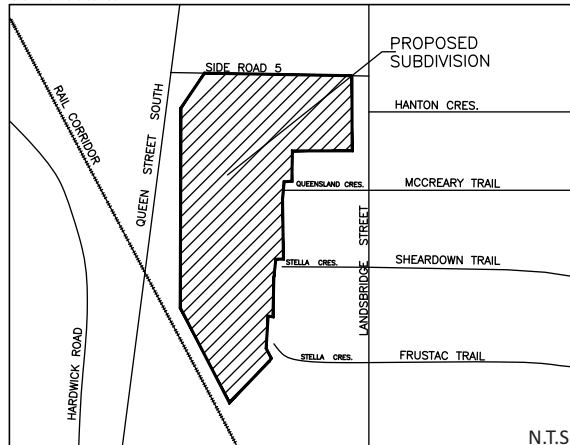 PROPOSED
SUBDIVISION
SIDE ROAD 5
RAIL CORRIDOR
QUEEN STREET SOUTH
HANTON CRES.
QUEENSLAND CRES.
MCCREARY TRAIL
LANDSBRIDGE STREET
STELLA CRES.
SHEARDOWN TRAIL
HARDWICK ROAD
STELLA CRES.
FRUSTAC TRAIL
N.T.S